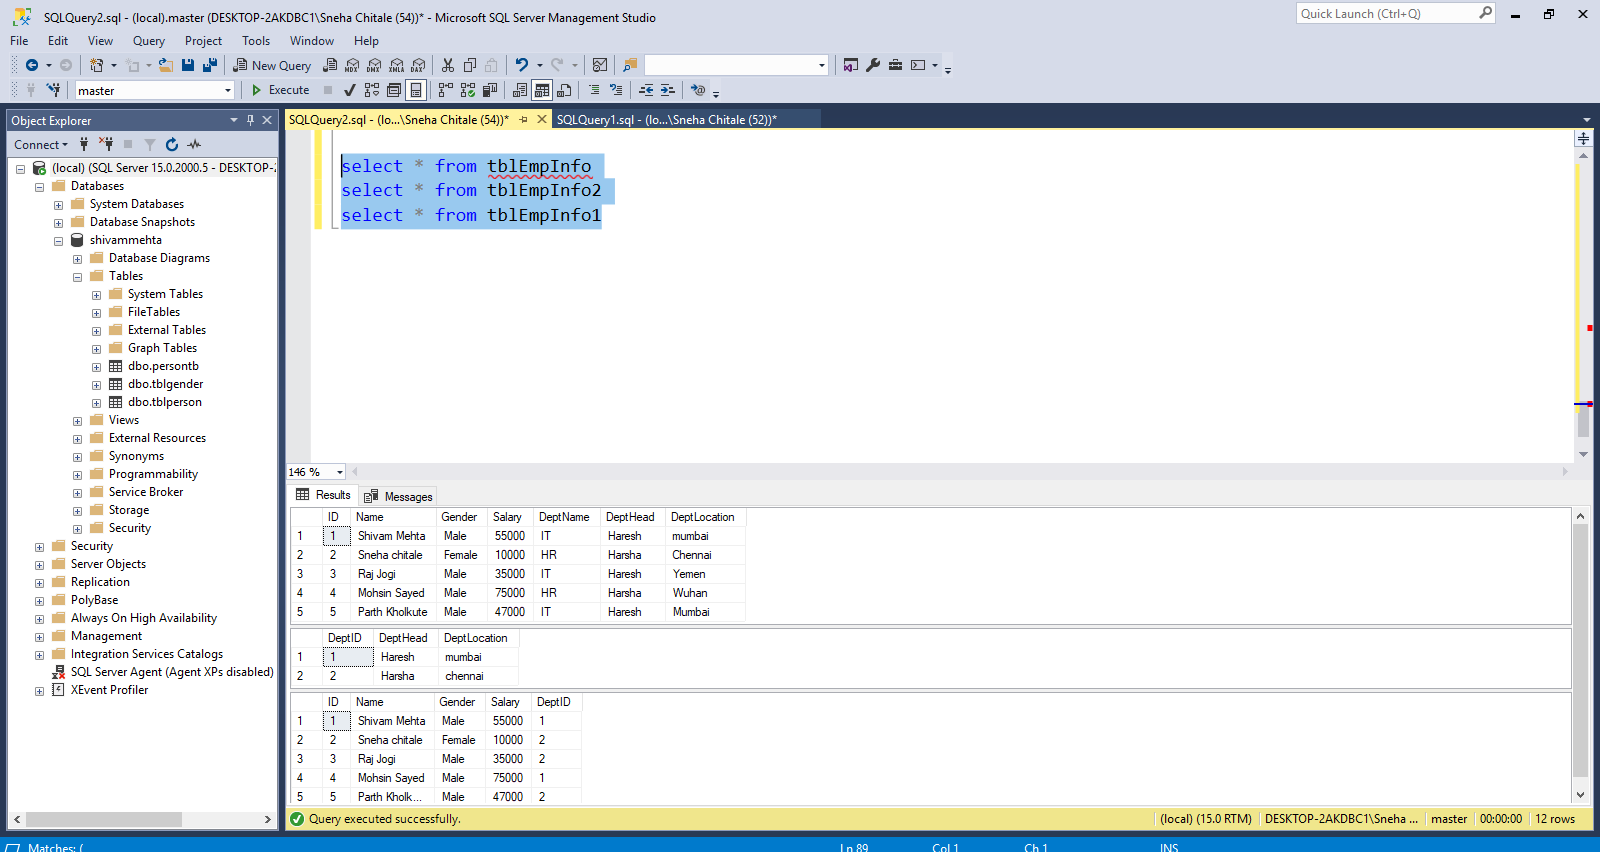 SQLQuery2.sql - (local).master (DESKTOP-2AKDBC1\Sneha Chitale (54))* - Microsoft SQL Server Management Studio
Quick Launch (Ctrl+Q)
File Edit View Query Project Tools Window Help
New Query MDX DMX XMLA DAX
master Execute
Object Explorer
Connect
(local) (SQL Server 15.0.2000.5 - DESKTOP-2
Databases
System Databases
Database Snapshots
shivammehta
Database Diagrams
Tables
System Tables
FileTables
External Tables
Graph Tables
dbo.persontb
dbo.tblgender
dbo.tblperson
Views
External Resources
Synonyms
Programmability
Service Broker
Storage
Security
Security
Server Objects
Replication
PolyBase
Always On High Availability
Management
Integration Services Catalogs
SQL Server Agent (Agent XPs disabled)
XEvent Profiler
SQLQuery2.sql - (lo...\Sneha Chitale (54))* SQLQuery1.sql - (lo...\Sneha Chitale (52))*
select * from tblEmpInfo
select * from tblEmpInfo2
select * from tblEmpInfo1
146 %
Results Messages
ID Name Gender Salary DeptName DeptHead DeptLocation
1 1 Shivam Mehta Male 55000 IT Haresh mumbai
2 2 Sneha chitale Female 10000 HR Harsha Chennai
3 3 Raj Jogi Male 35000 IT Haresh Yemen
4 4 Mohsin Sayed Male 75000 HR Harsha Wuhan
5 5 Parth Kholkute Male 47000 IT Haresh Mumbai
DeptID DeptHead DeptLocation
1 1 Haresh mumbai
2 2 Harsha chennai
ID Name Gender Salary DeptID
1 1 Shivam Mehta Male 55000 1
2 2 Sneha chitale Female 10000 2
3 3 Raj Jogi Male 35000 2
4 4 Mohsin Sayed Male 75000 1
5 5 Parth Kholk... Male 47000 2
Query executed successfully. (local) (15.0 RTM) DESKTOP-2AKDBC1\Sneha ... master 00:00:00 12 rows
Matches: ( Ln 89 Col 1 Ch 1 INS